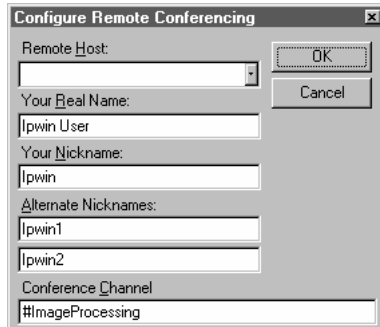 Configure Remote Conferencing
Remote Host:
OK
Cancel
Your Real Name:
Ipwin User
Your Nickname:
Ipwin
Alternate Nicknames:
Ipwin1
Ipwin2
Conference Channel
#ImageProcessing